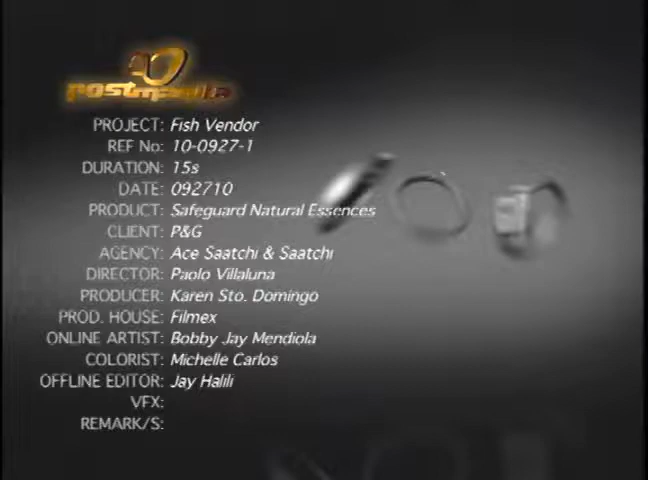 postmanila
PROJECT: Fish Vendor
REF No: 10-0927-1
DURATION: 15s
DATE: 092710
PRODUCT: Safeguard Natural Essences
CLIENT: P&G
AGENCY: Ace Saatchi & Saatchi
DIRECTOR: Paolo Villaluna
PRODUCER: Karen Sto. Domingo
PROD. HOUSE: Filmex
ONLINE ARTIST: Bobby Jay Mendiola
COLORIST: Michelle Carlos
OFFLINE EDITOR: Jay Halili
VFX:
REMARK/S: